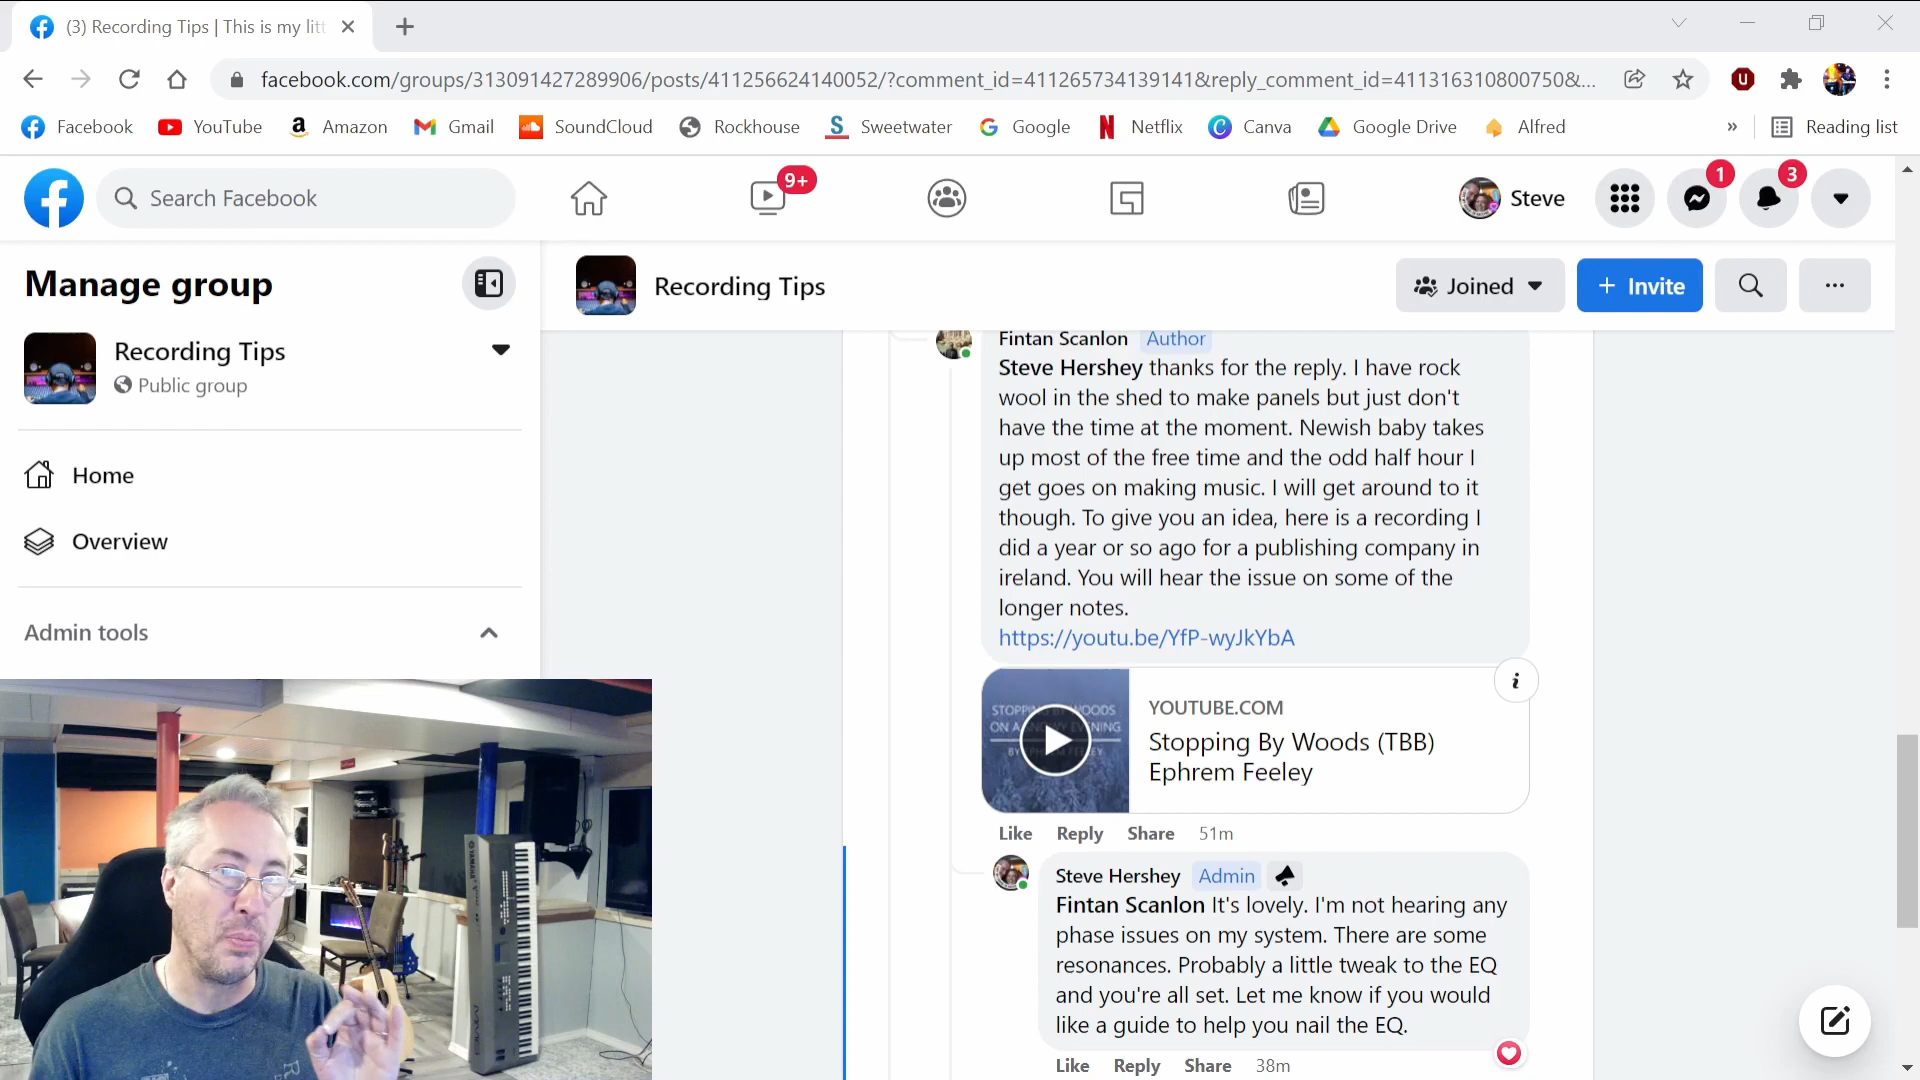 (3) Recording Tips | This is my litt
facebook.com/groups/313091427289906/posts/411256624140052/?comment_id=411265734139141&reply_comment_id=411316310800750&...
Facebook YouTube Amazon Gmail SoundCloud Rockhouse Sweetwater Google Netflix Canva Google Drive Alfred » Reading list
Search Facebook
9+
Steve
1
3
Manage group
Recording Tips
Public group
Home
Overview
Admin tools
Recording Tips
Joined
+ Invite
Fintan Scanlon Author
Steve Hershey thanks for the reply. I have rock
wool in the shed to make panels but just don't
have the time at the moment. Newish baby takes
up most of the free time and the odd half hour I
get goes on making music. I will get around to it
though. To give you an idea, here is a recording I
did a year or so ago for a publishing company in
ireland. You will hear the issue on some of the
longer notes.
https://youtu.be/YfP-wyJkYbA
STOPPING BY WOODS
ON A SNOWY EVENING
BY EPHREM FEELEY
YOUTUBE.COM
Stopping By Woods (TBB)
Ephrem Feeley
Like Reply Share 51m
Steve Hershey Admin
Fintan Scanlon It's lovely. I'm not hearing any
phase issues on my system. There are some
resonances. Probably a little tweak to the EQ
and you're all set. Let me know if you would
like a guide to help you nail the EQ.
Like Reply Share 38m
YAMAHA